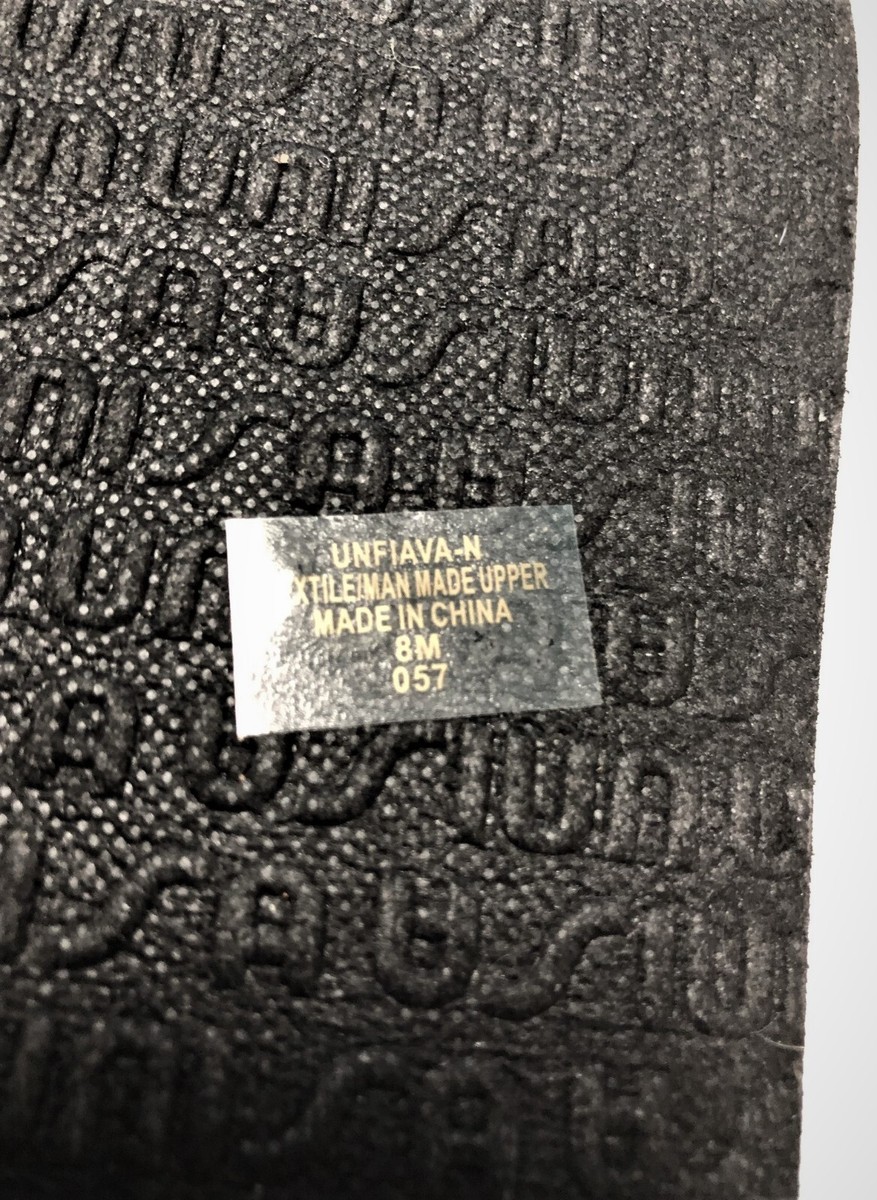 UNFIAVA-N
XTILE/MAN MADE UPPER
MADE IN CHINA
8M
057